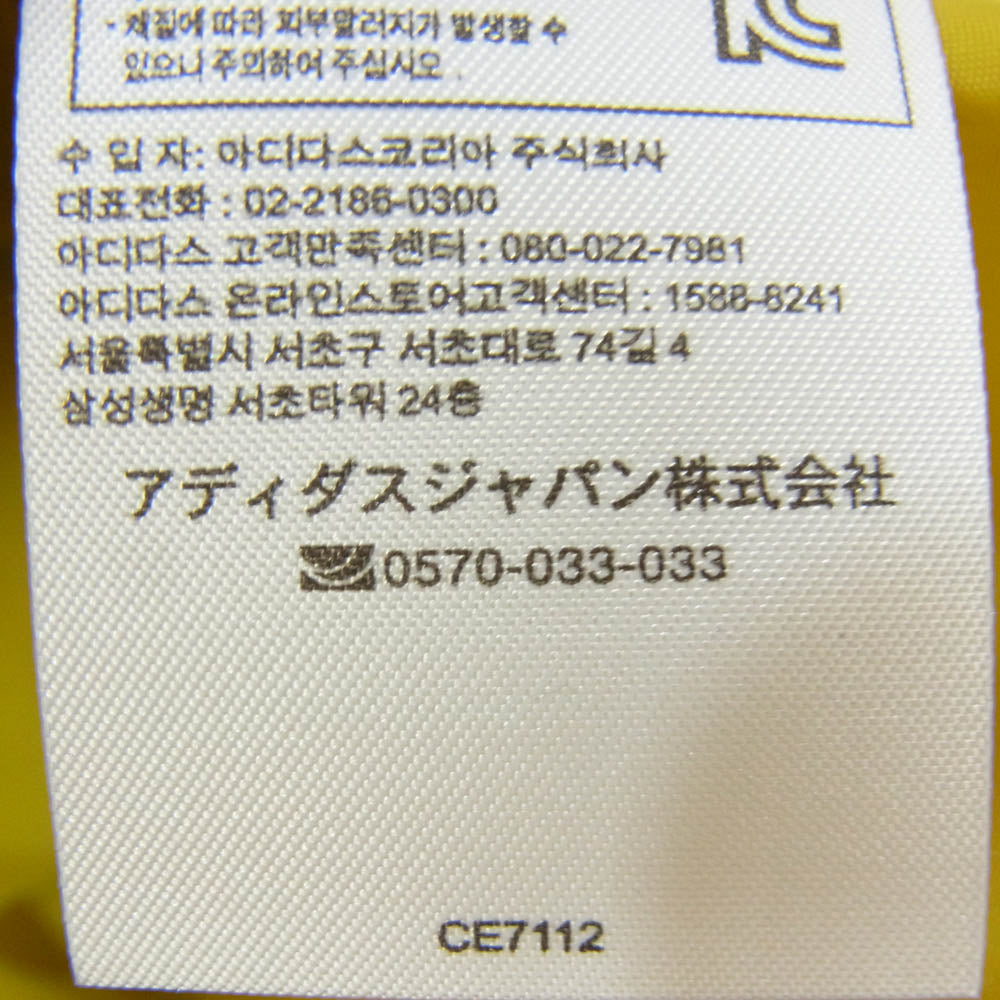 - 체질에 따라 피부알러지가 발생할 수
있으니 주의하여 주십시오 .
수 입 자: 아디다스코리아 주식회사
대표전화 : 02-2186-0300
아디다스 고객만족센터 : 080-022-7981
아디다스 온라인스토어고객센터 : 1588-8241
서울특별시 서초구 서초대로 74길 4
삼성생명 서초타워 24층
アディダスジャパン株式会社
0570-033-033
CE7112